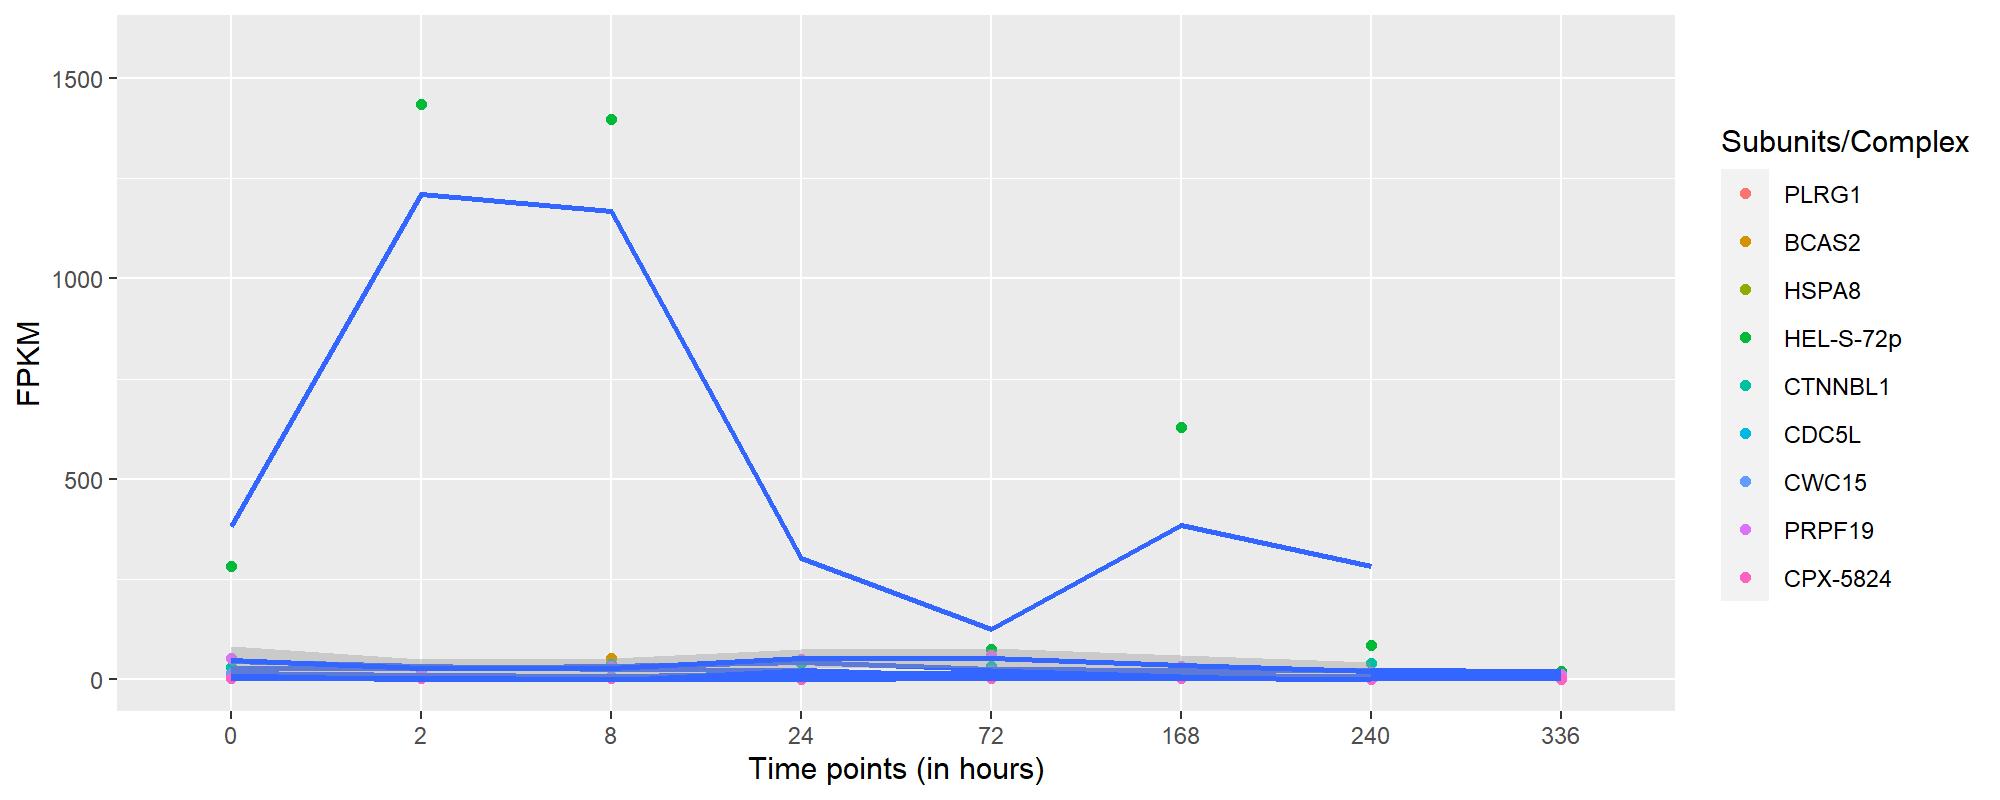 1500
1000
500
0
FPKM
0 2 8 24 72 168 240 336
Time points (in hours)
Subunits/Complex
PLRG1
BCAS2
HSPA8
HEL-S-72p
CTNNBL1
CDC5L
CWC15
PRPF19
CPX-5824